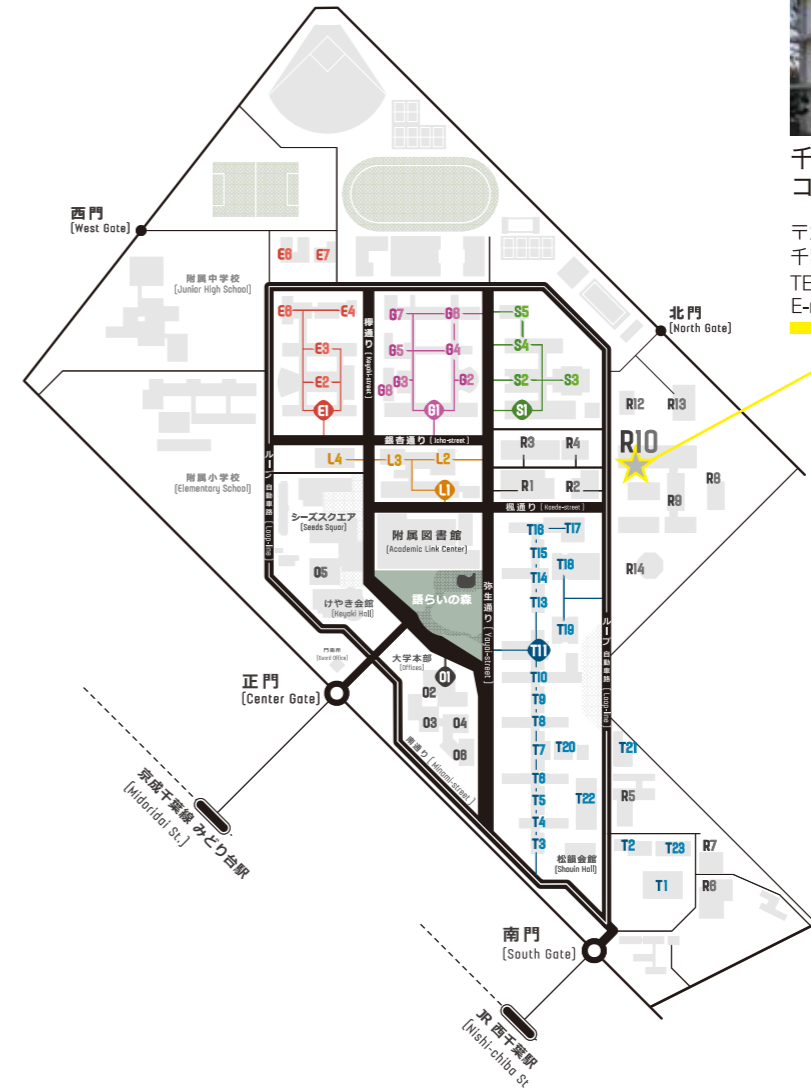 千
コ
〒
千
TE
E-
西門
[West Gate]
附属中学校
[Junior High School]
E8 E7
北門
[North Gate]
E6 E4
E3
E2
E1
欅通り [Keyaki-street]
G7 G6
G5 G4
G3 G2
G8
G1
S5
S4
S2 S3
S1
R12 R13
R10
R8
R9
R14
銀杏通り [Icho-street]
L4 L3 L2
L1
R3 R4
R1 R2
楓通り [Kaede-street]
附属小学校
[Elementary School]
ループ 自動車路 [Loop-line]
シーズスクエア
[Seeds Squar]
O5
けやき会館
[Keyaki Hall]
附属図書館
[Academic Link Center]
語らいの森
弥生通り [Yayoi-street]
T16 T17
T15 T18
T14
T13
T19
T11
ループ 自動車路 [Loop-line]
[Guard Office]
大学本部
[Offices]
O1
O2
O3 O4
O6
南通り [Minami-street]
正門
[Center Gate]
T10
T9
T8
T7 T20
T6
T5 T22
T4
T3
T21
R5
松韻会館
[Shouin Hall]
T2 T23 R7
T1 R6
京成千葉線 みどり台駅
[Midoridai St.]
南門
[South Gate]
JR 西千葉駅
[Nishi-chiba St